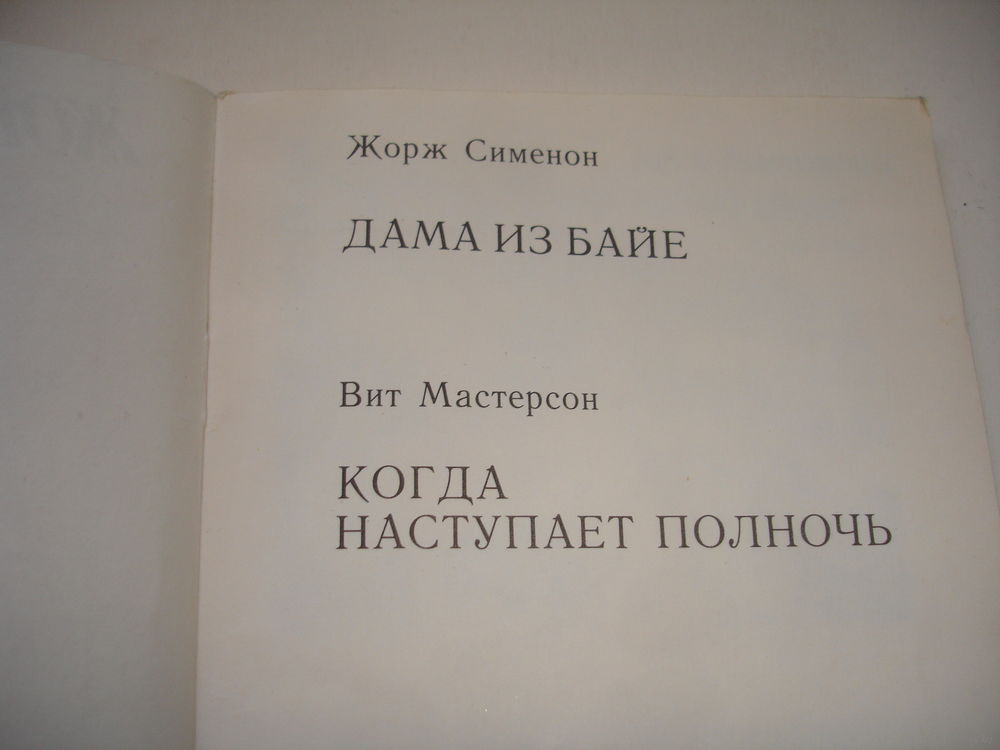 Жорж Сименон
ДАМА ИЗ БАЙЕ
Вит Мастерсон
КОГДА
НАСТУПАЕТ ПОЛНОЧЬ